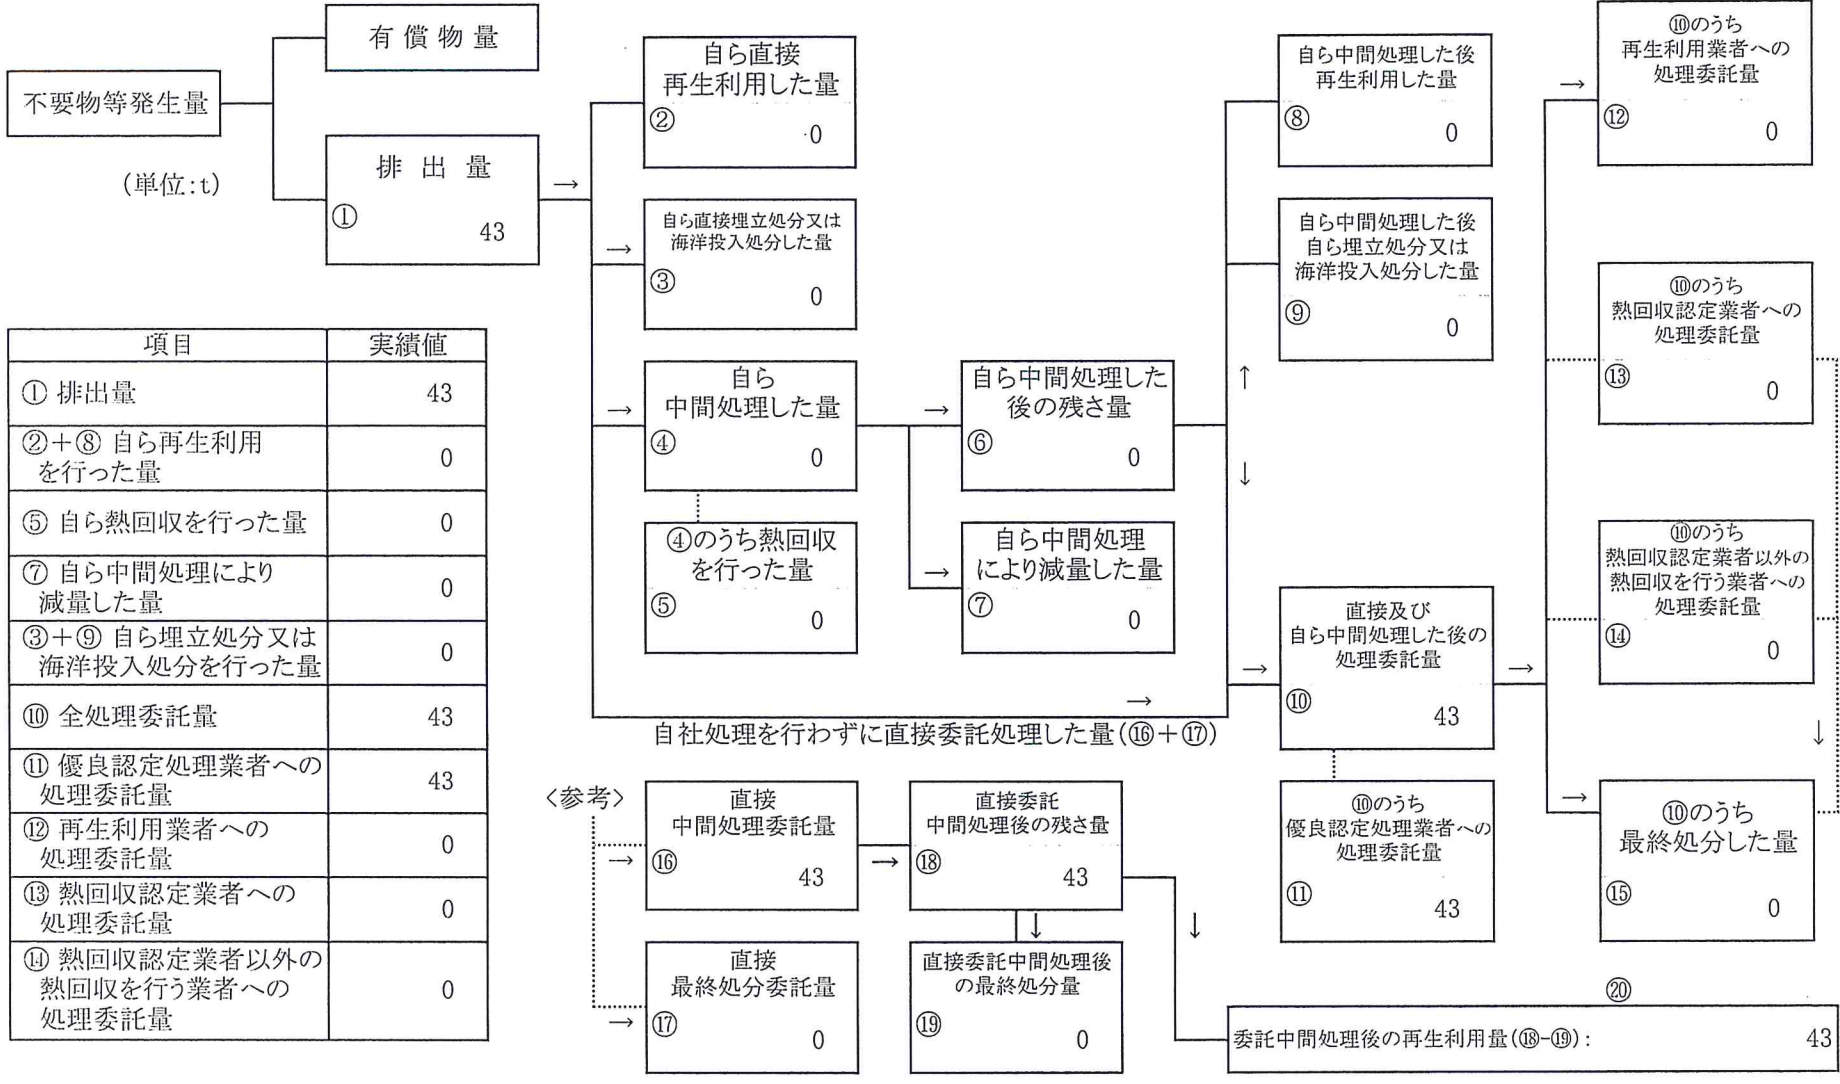 不要物等発生量
(単位:t)
有償物量
排出量
①
43
自ら直接
再生利用した量
②
0
自ら直接埋立処分又は
海洋投入処分した量
→
③
0
自ら
中間処理した量
→
④
0
④のうち熱回収
を行った量
⑤
0
自ら中間処理した
後の残さ量
→
⑥
0
自ら中間処理
により減量した量
→
⑦
0
自ら中間処理した後
再生利用した量
⑧
0
自ら中間処理した後
自ら埋立処分又は
海洋投入処分した量
⑨
0
↑
↓
→
自社処理を行わずに直接委託処理した量(⑯+⑰)
直接及び
自ら中間処理した後の
処理委託量
→
⑩
43
⑩のうち
優良認定処理業者への
処理委託量
⑪
43
→
⑩のうち
再生利用業者への
処理委託量
→
⑫
0
⑩のうち
熱回収認定業者への
処理委託量
⑬
0
⑩のうち
熱回収認定業者以外の
熱回収を行う業者への
処理委託量
⑭
0
↓
⑩のうち
最終処分した量
→
⑮
0
項目 実績値
① 排出量 43
②+⑧ 自ら再生利用
を行った量 0
⑤ 自ら熱回収を行った量 0
⑦ 自ら中間処理により
減量した量 0
③+⑨ 自ら埋立処分又は
海洋投入処分を行った量 0
⑩ 全処理委託量 43
⑪ 優良認定処理業者への
処理委託量 43
⑫ 再生利用業者への
処理委託量 0
⑬ 熱回収認定業者への
処理委託量 0
⑭ 熱回収認定業者以外の
熱回収を行う業者への
処理委託量 0
<参考>
直接
中間処理委託量
→
⑯
43
直接
最終処分委託量
→
⑰
0
直接委託
中間処理後の残さ量
→
⑱
43
↓
直接委託中間処理後
の最終処分量
⑲
0
↓
⑳
委託中間処理後の再生利用量(⑱-⑲): 43